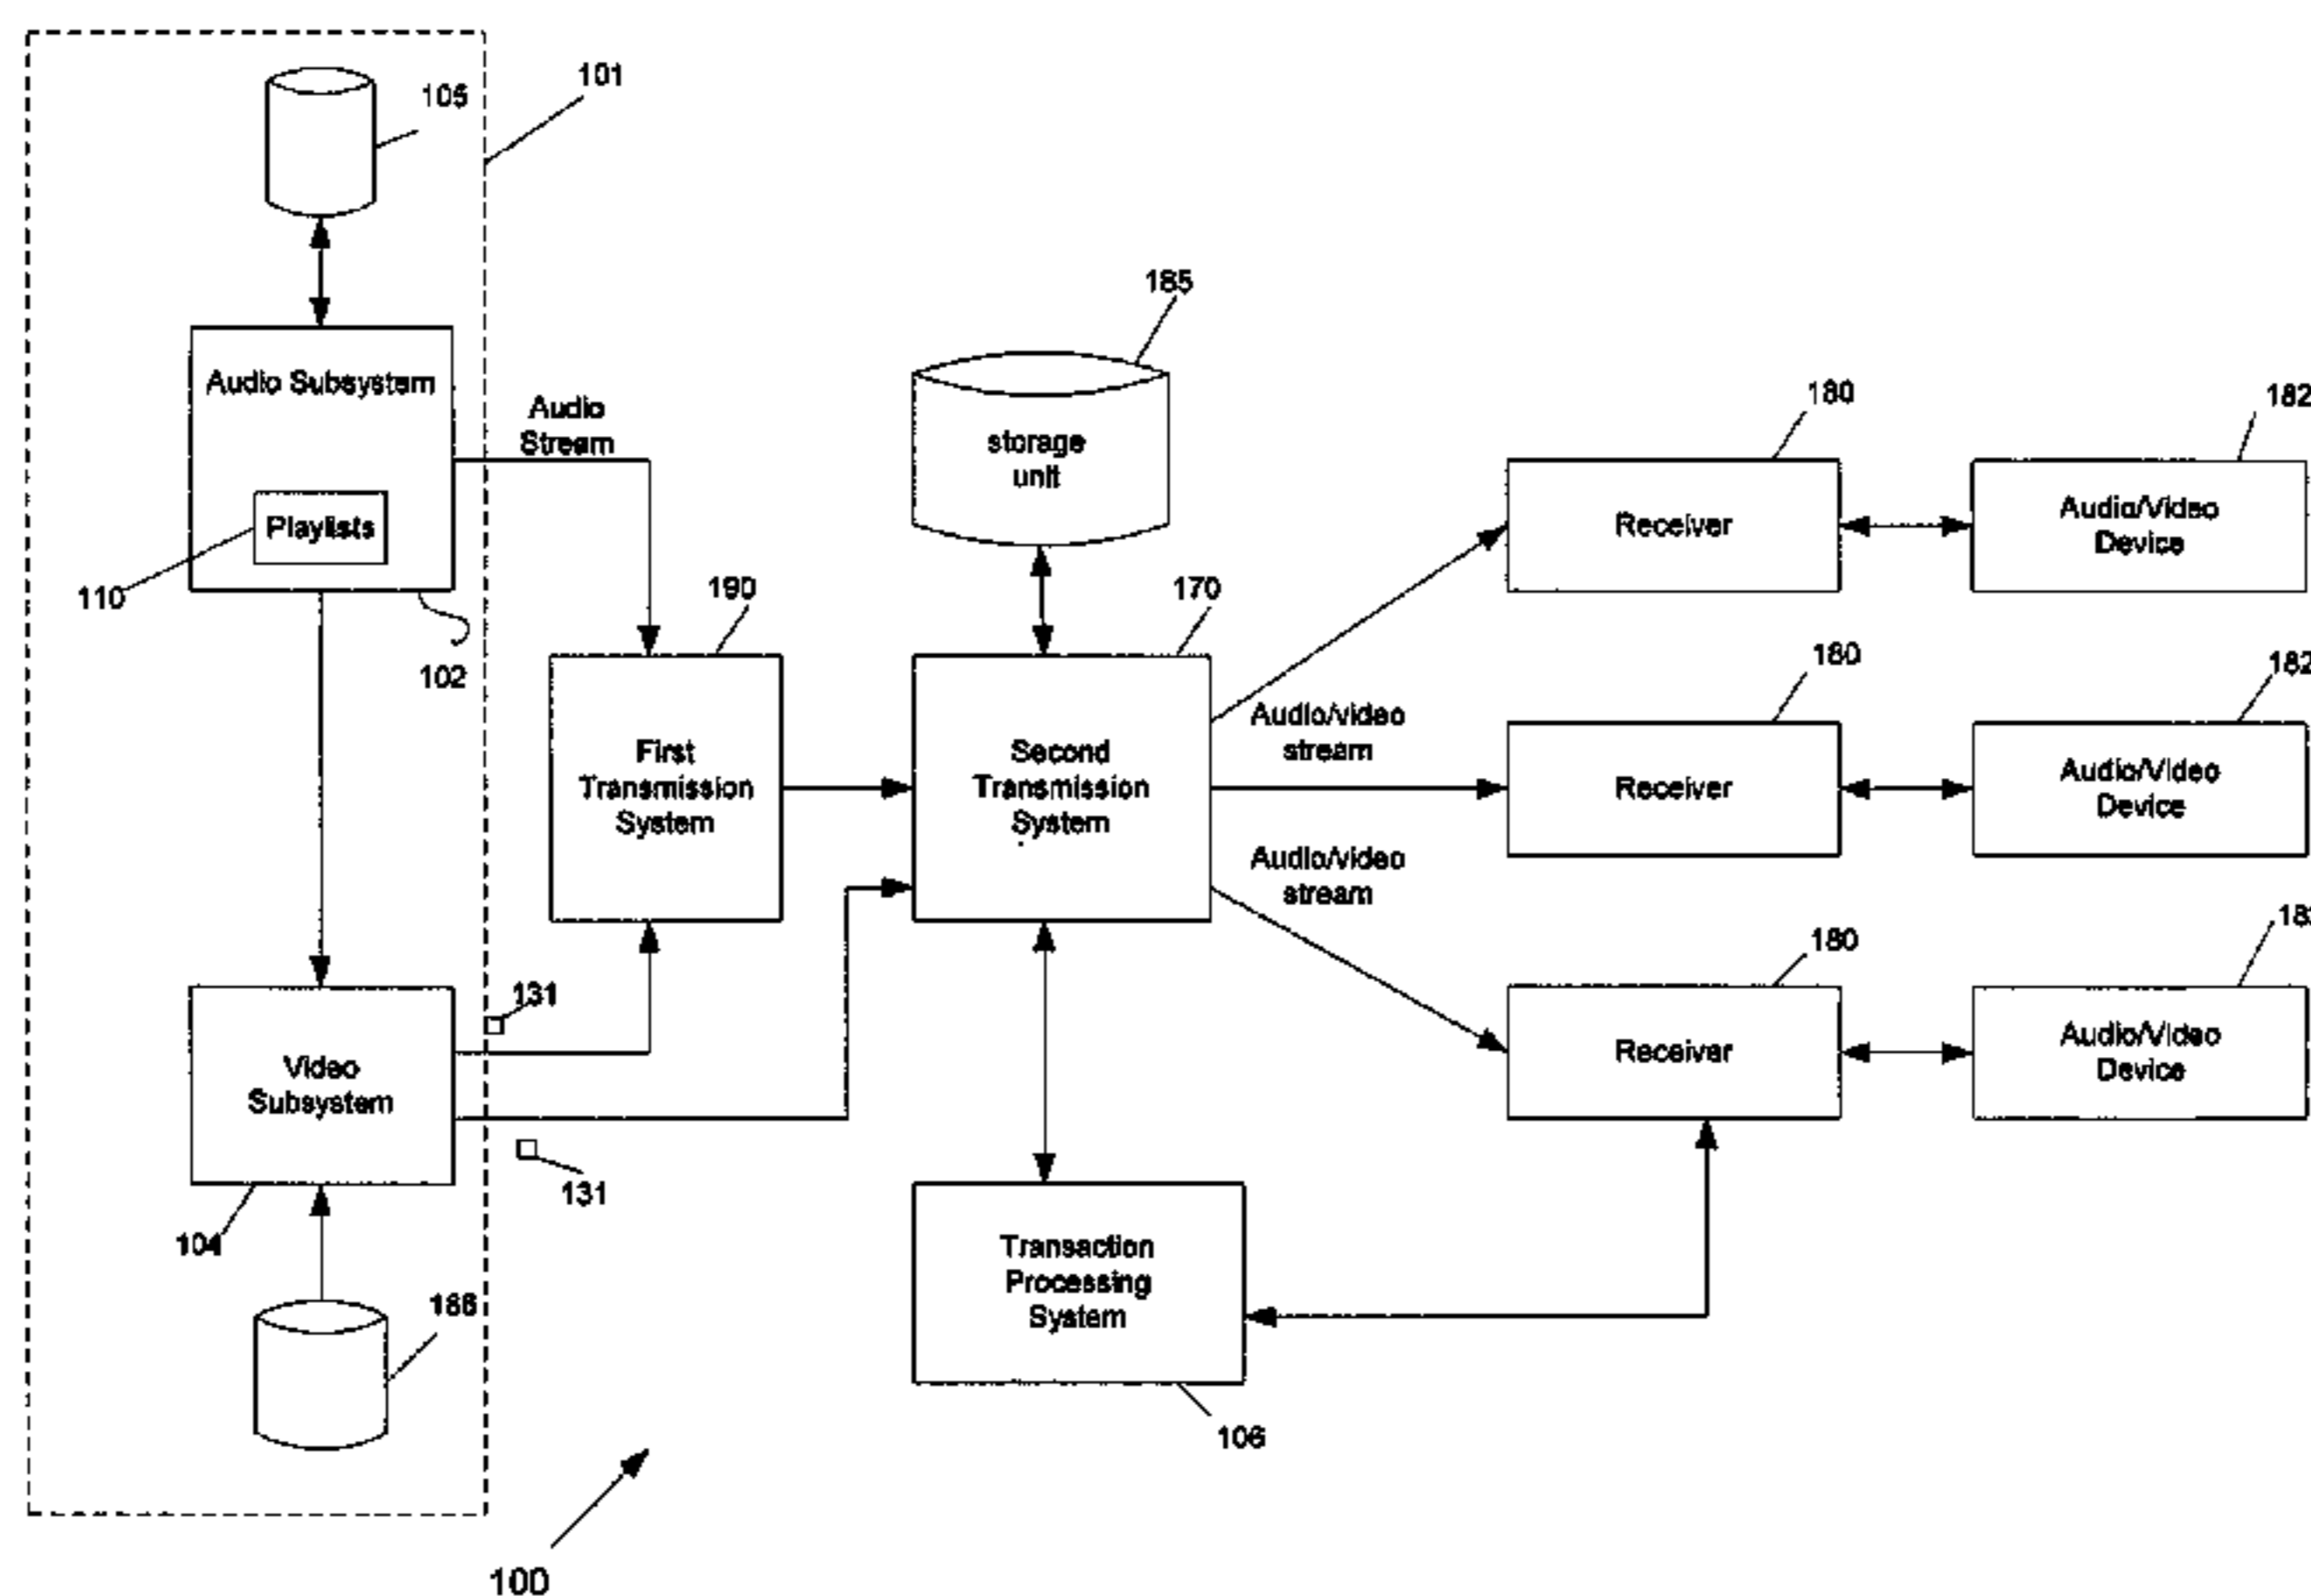 101
105
185
Audio Subsystem
Audio
Stream
180
182
storage
unit
Playlists
Receiver
Audio/Video
Device
110
190
170
102
180
182
Audio/video
stream
First
Transmission
System
Second
Transmission
System
Receiver
Audio/Video
Device
Audio/video
stream
180
131
Video
Subsystem
Receiver
Audio/Video
Device
131
104
Transaction
Processing
System
106
100